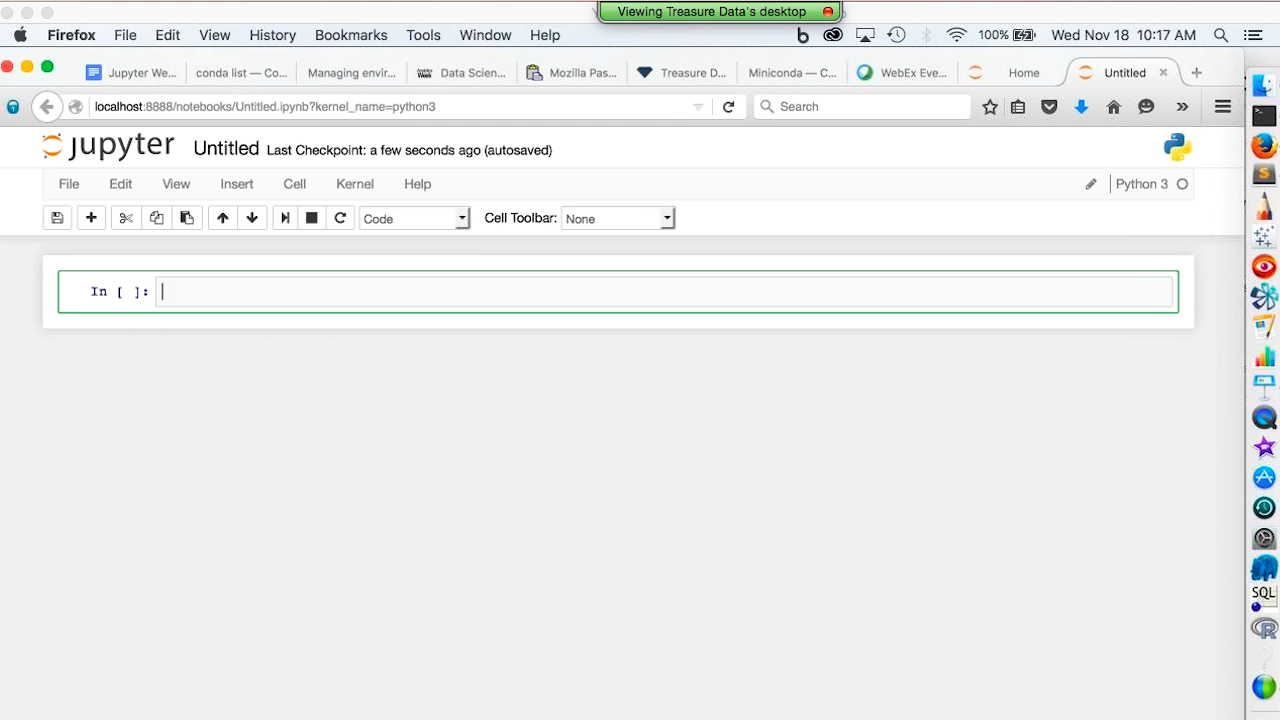 Viewing Treasure Data's desktop
Firefox File Edit View History Bookmarks Tools Window Help 100% Wed Nov 18 10:17 AM
Jupyter We... conda list — Co... Managing envir... Data Scien... Mozilla Pas... Treasure D... Miniconda — C... WebEx Eve... Home Untitled
localhost:8888/notebooks/Untitled.ipynb?kernel_name=python3 Search
jupyter Untitled Last Checkpoint: a few seconds ago (autosaved)
File Edit View Insert Cell Kernel Help Python 3
Code Cell Toolbar: None
In [ ]:
SQL
R